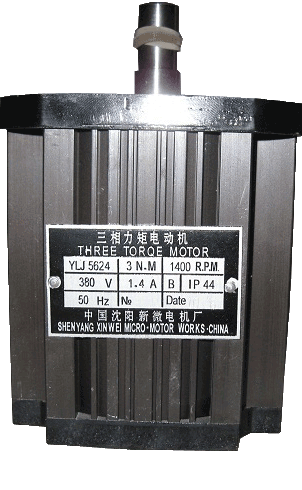 三相力矩电动机
THREE TORQE MOTOR
YLJ 5624 3 N.M 1400 R.P.M.
380 V 1.4 A B IP 44
50 Hz № Date
中国沈阳新微电机厂
SHENYANG XINWEI MICRO-MOTOR WORKS·CHINA